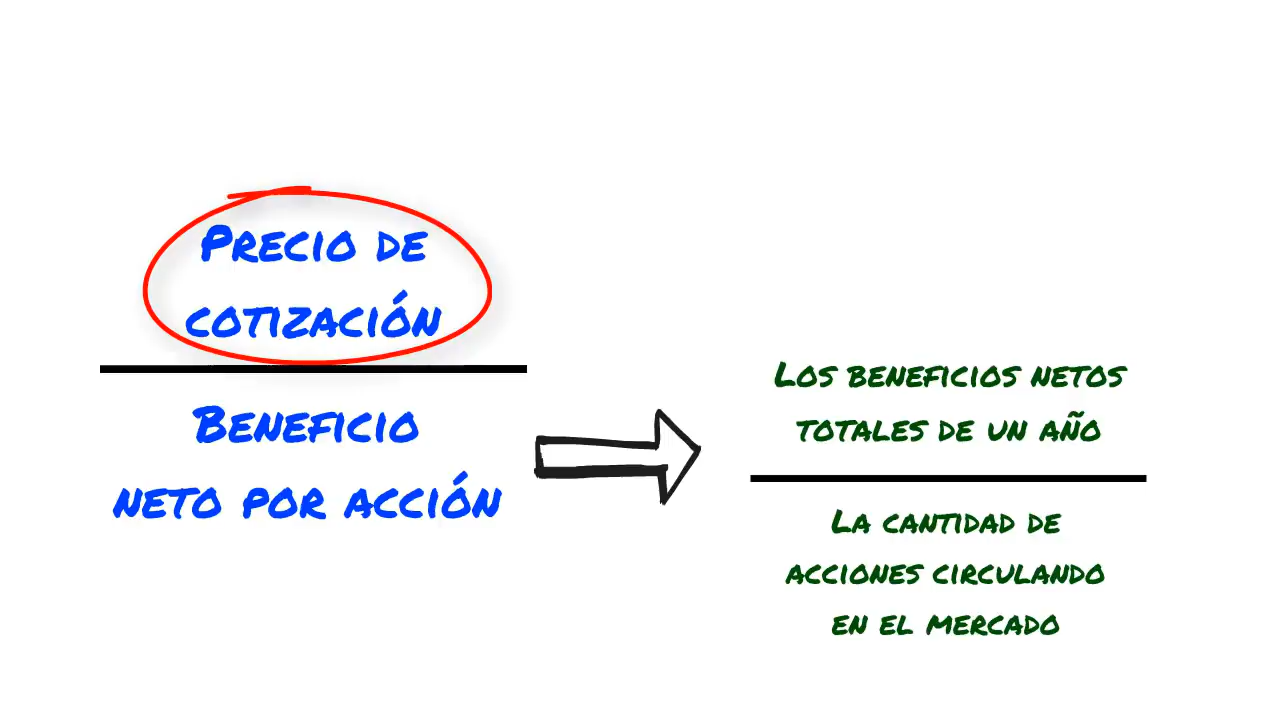 Precio de
cotización
Beneficio
neto por acción
Los beneficios netos
totales de un año
La cantidad de
acciones circulando
en el mercado